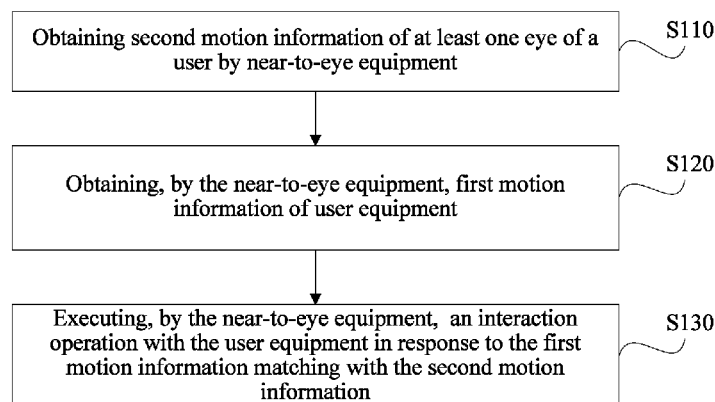 Obtaining second motion information of at least one eye of a
user by near-to-eye equipment
S110
Obtaining, by the near-to-eye equipment, first motion
information of user equipment
S120
Executing, by the near-to-eye equipment, an interaction
operation with the user equipment in response to the first
motion information matching with the second motion
information
S130